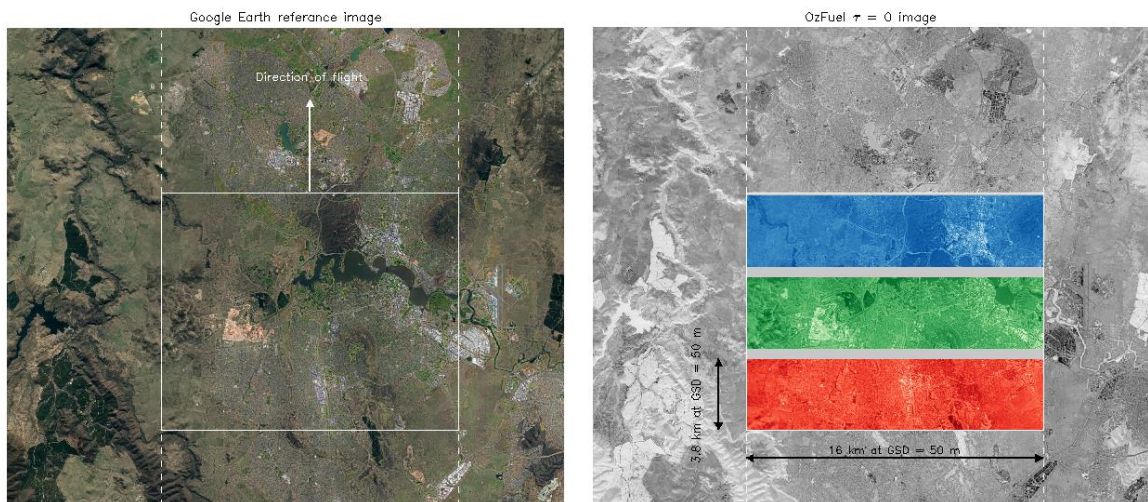 Google Earth referance image
OzFuel τ = 0 image
Direction of flight
3.8 km at GSD = 50 m
16 km at GSD = 50 m